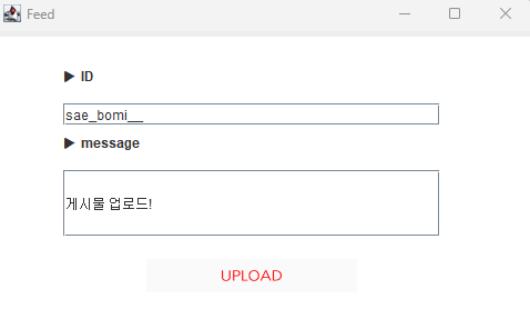 Feed
▶ ID
sae_bomi__
▶ message
게시물 업로드!
UPLOAD